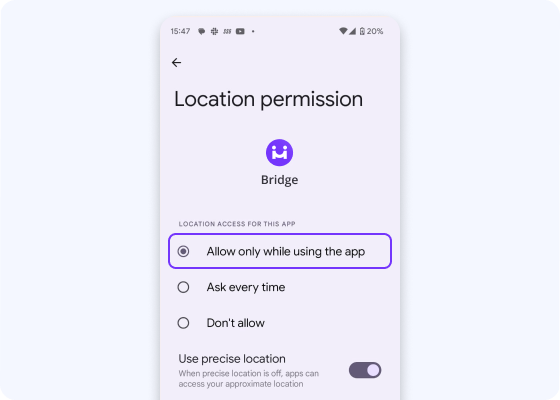 15:47 20%
Location permission
Bridge
LOCATION ACCESS FOR THIS APP
Allow only while using the app
Ask every time
Don't allow
Use precise location
When precise location is off, apps can
access your approximate location